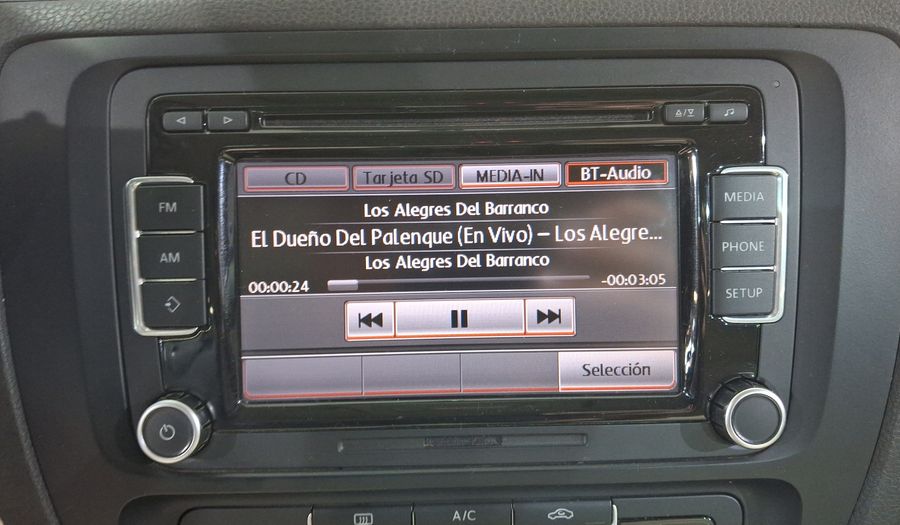 CD Tarjeta SD MEDIA-IN BT-Audio
FM
AM
MEDIA
PHONE
SETUP
Los Alegres Del Barranco
El Dueño Del Palenque (En Vivo) – Los Alegre...
Los Alegres Del Barranco
00:00:24 -00:03:05
Selección
A/C